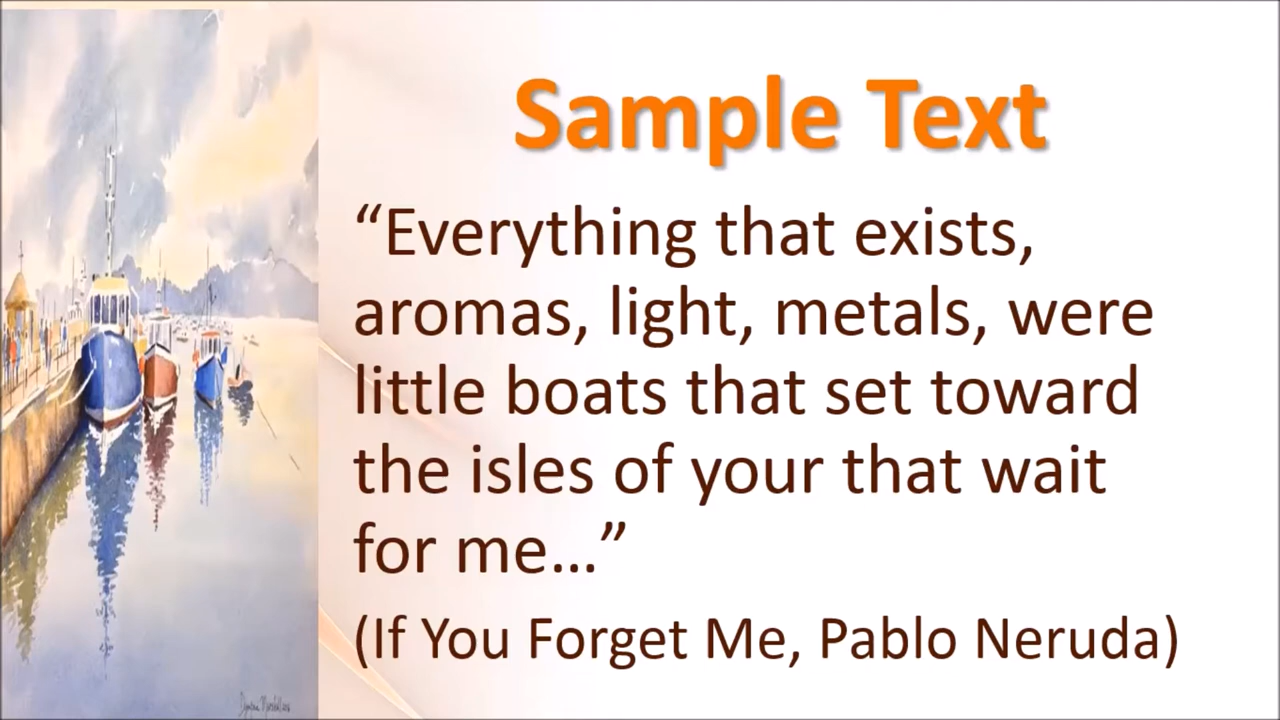 Sample Text
“Everything that exists,
aromas, light, metals, were
little boats that set toward
the isles of your that wait
for me…”
(If You Forget Me, Pablo Neruda)